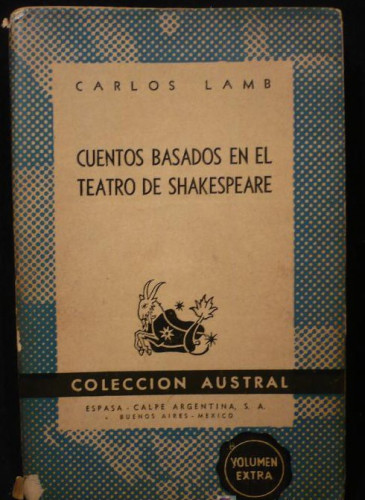 CARLOS LAMB
CUENTOS BASADOS EN EL
TEATRO DE SHAKESPEARE
COLECCION AUSTRAL
ESPASA - CALPE ARGENTINA, S. A.
BUENOS AIRES - MEXICO
VOLUMEN
EXTRA